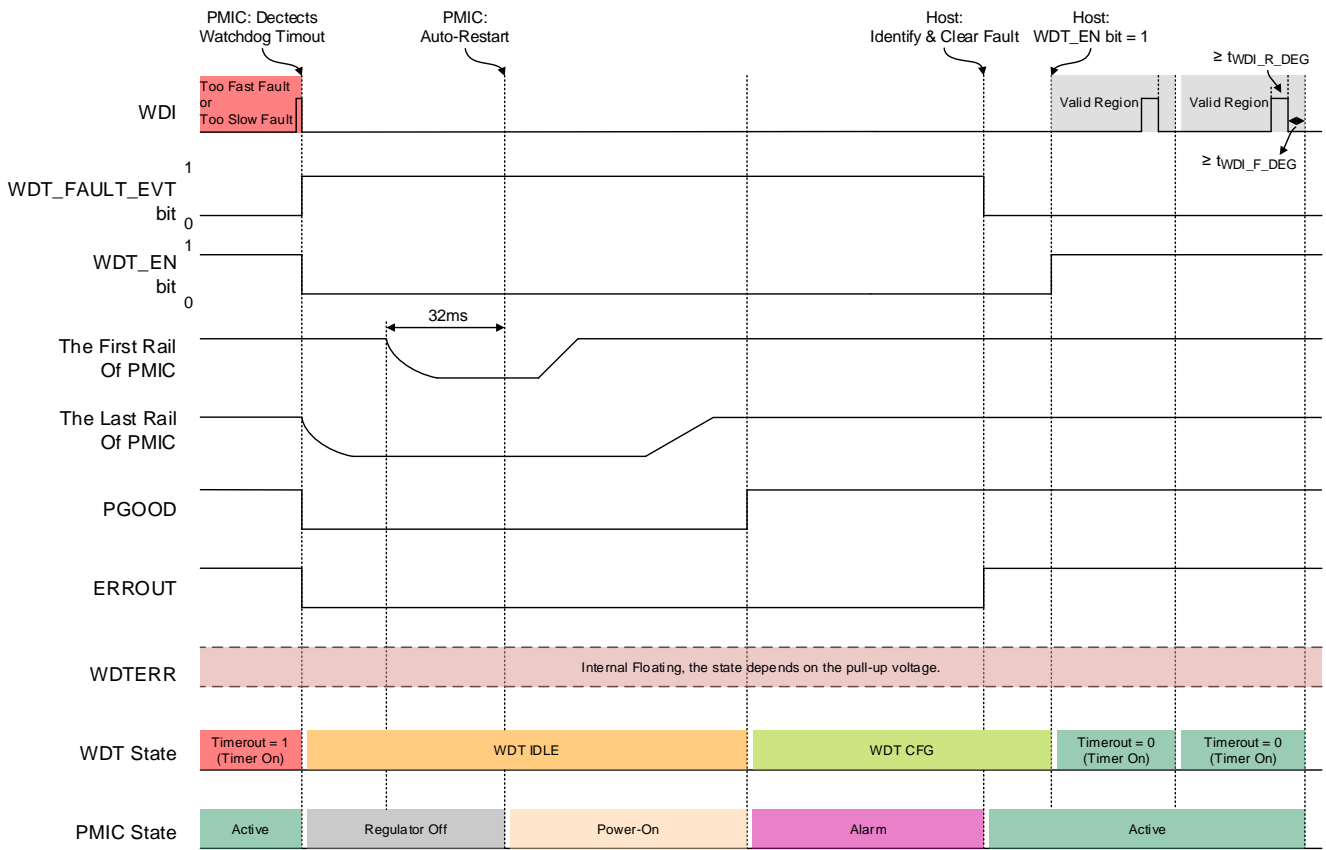 PMIC: Dectects
Watchdog Timout
PMIC:
Auto-Restart
Host:
Identify & Clear Fault
Host:
WDT_EN bit = 1
≥ tWDI_R_DEG
WDI
Too Fast Fault
or
Too Slow Fault
Valid Region
Valid Region
≥ tWDI_F_DEG
WDT_FAULT_EVT
bit
1
0
WDT_EN
bit
1
0
32ms
The First Rail
Of PMIC
The Last Rail
Of PMIC
PGOOD
ERROUT
WDTERR
Internal Floating, the state depends on the pull-up voltage.
WDT State
Timerout = 1
(Timer On)
WDT IDLE
WDT CFG
Timerout = 0
(Timer On)
Timerout = 0
(Timer On)
PMIC State
Active
Regulator Off
Power-On
Alarm
Active